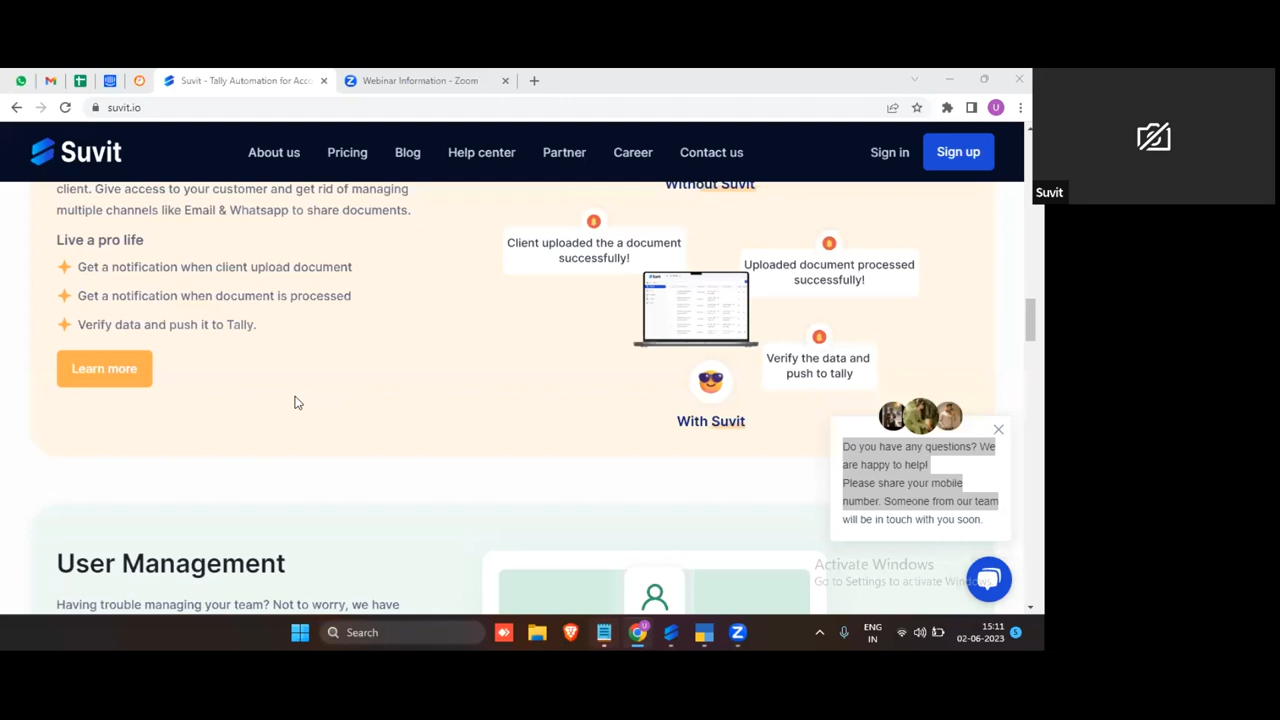 Suvit - Tally Automation for Acco
Webinar Information - Zoom
suvit.io
Suvit
About us
Pricing
Blog
Help center
Partner
Career
Contact us
Sign in
Sign up
Suvit
client. Give access to your customer and get rid of managing
multiple channels like Email & Whatsapp to share documents.
Live a pro life
Get a notification when client upload document
Get a notification when document is processed
Verify data and push it to Tally.
Learn more
Without Suvit
Client uploaded the a document
successfully!
Uploaded document processed
successfully!
Verify the data and
push to tally
With Suvit
Do you have any questions? We
are happy to help!
Please share your mobile
number. Someone from our team
will be in touch with you soon.
User Management
Having trouble managing your team? Not to worry, we have
Activate Windows
Go to Settings to activate Windows.
Search
ENG
IN
15:11
02-06-2023